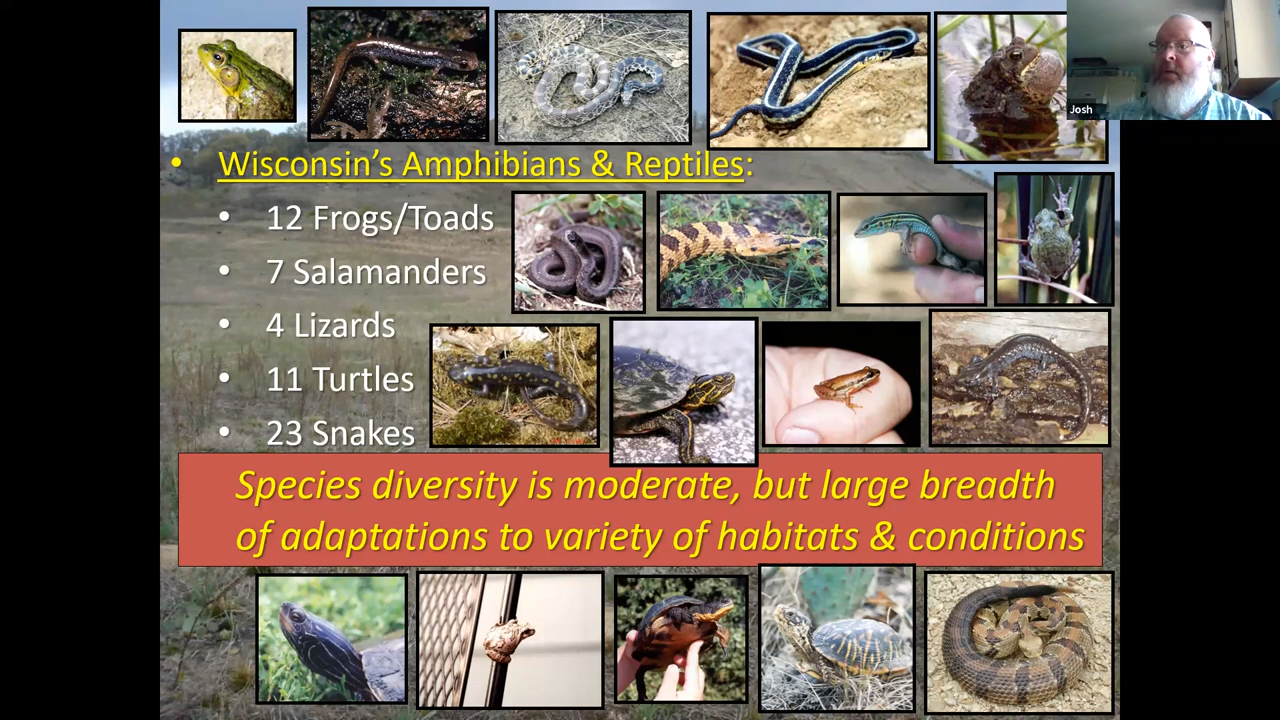 Josh
• Wisconsin's Amphibians & Reptiles:
• 12 Frogs/Toads
• 7 Salamanders
• 4 Lizards
• 11 Turtles
• 23 Snakes
Species diversity is moderate, but large breadth
of adaptations to variety of habitats & conditions